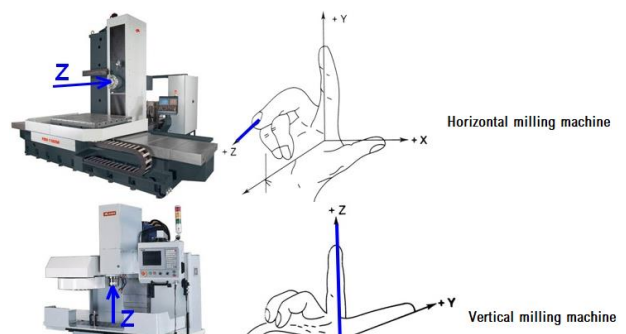 + Y
Z
+ X
Horizontal milling machine
+ Z
+ Z
+ Y
Z
Vertical milling machine